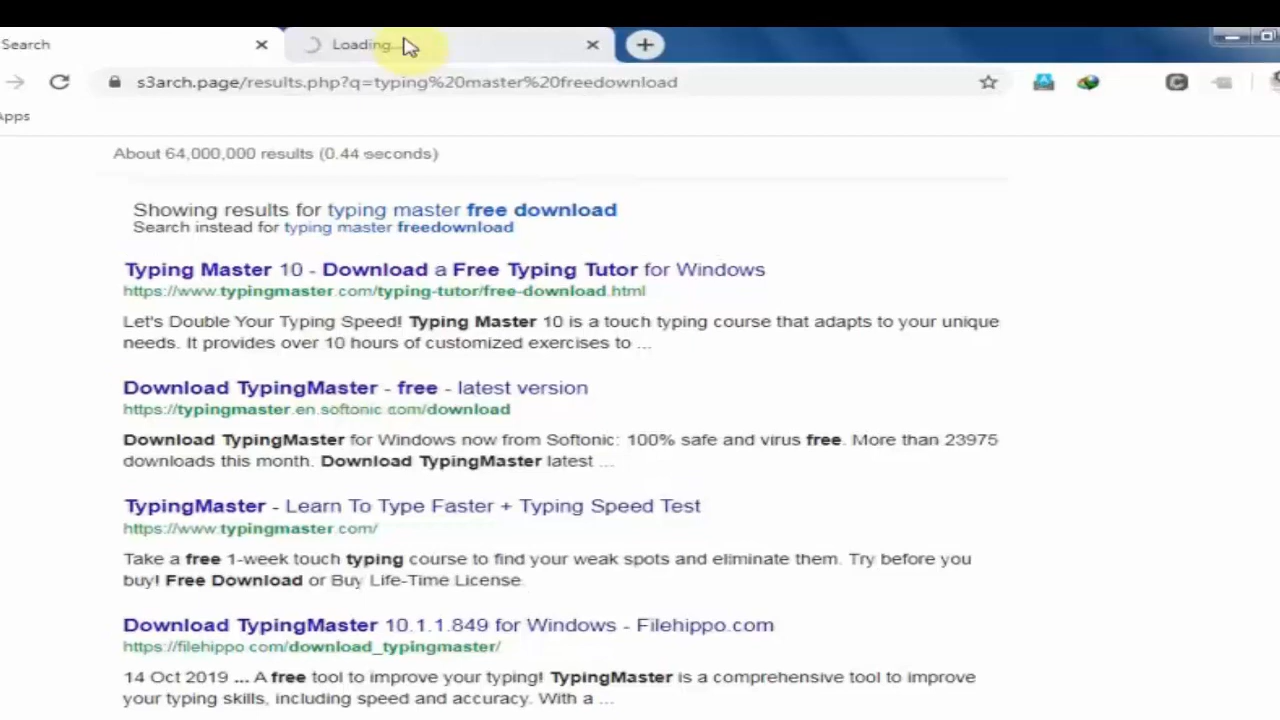 Search
Loading...
s3arch.page/results.php?q=typing%20master%20freedownload
Apps
About 64,000,000 results (0.44 seconds)
Showing results for typing master free download
Search instead for typing master freedownload
Typing Master 10 - Download a Free Typing Tutor for Windows
https://www.typingmaster.com/typing-tutor/free-download.html
Let's Double Your Typing Speed! Typing Master 10 is a touch typing course that adapts to your unique
needs. It provides over 10 hours of customized exercises to ...
Download TypingMaster - free - latest version
https://typingmaster.en.softonic.com/download
Download TypingMaster for Windows now from Softonic: 100% safe and virus free. More than 23975
downloads this month. Download TypingMaster latest ...
TypingMaster - Learn To Type Faster + Typing Speed Test
https://www.typingmaster.com/
Take a free 1-week touch typing course to find your weak spots and eliminate them. Try before you
buy! Free Download or Buy Life-Time License.
Download TypingMaster 10.1.1.849 for Windows - Filehippo.com
https://filehippo.com/download_typingmaster/
14 Oct 2019 ... A free tool to improve your typing! TypingMaster is a comprehensive tool to improve
your typing skills, including speed and accuracy. With a ...